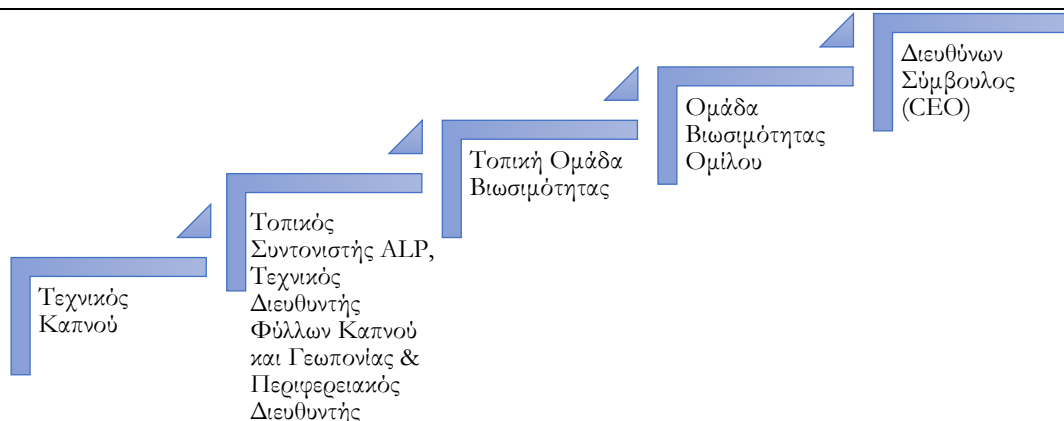 Τεχνικός
Καπνού
Τοπικός
Συντονιστής ALP,
Τεχνικός
Διευθυντής
Φύλλων Καπνού
και Γεωπονίας &
Περιφερειακός
Διευθυντής
Τοπική Ομάδα
Βιωσιμότητας
Ομάδα
Βιωσιμότητας
Ομίλου
Διευθύνων
Σύμβουλος
(CEO)